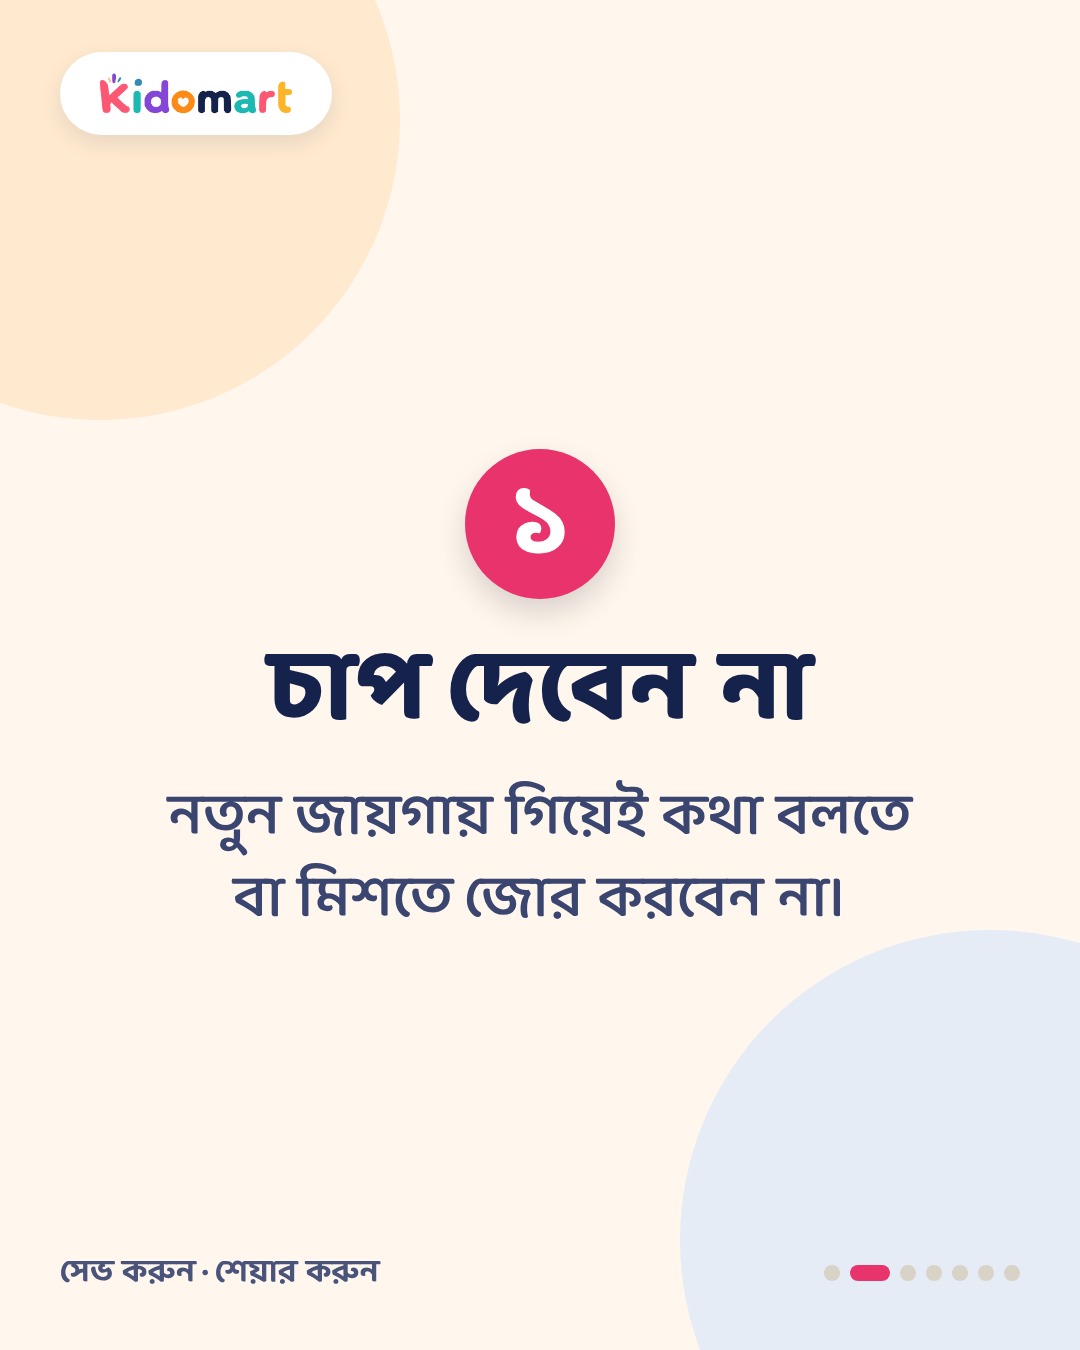 Kidomart
১
চাপ দেবেন না
নতুন জায়গায় গিয়েই কথা বলতে
বা মিশতে জোর করবেন না।
সেভ করুন · শেয়ার করুন